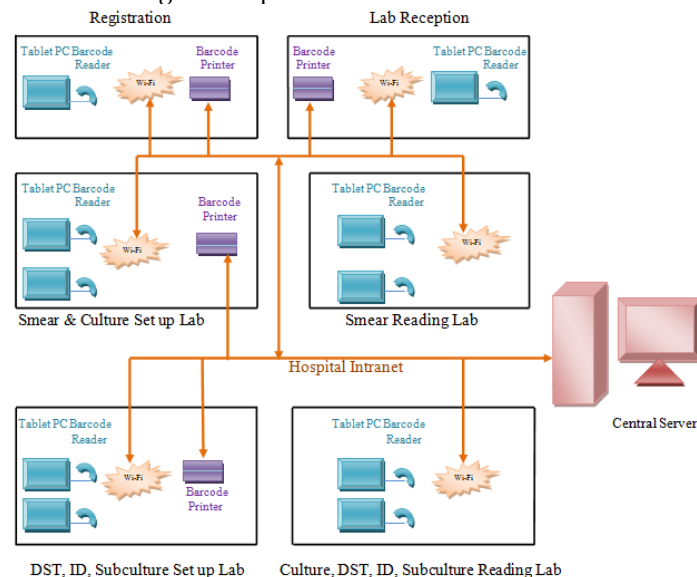 Registration
Lab Reception
Tablet PC Barcode
Reader
Wi-Fi
Barcode
Printer
Barcode
Printer
Wi-Fi
Tablet PC Barcode
Reader
Tablet PC Barcode
Reader
Wi-Fi
Barcode
Printer
Tablet PC Barcode
Reader
Wi-Fi
Smear & Culture Set up Lab
Smear Reading Lab
Hospital Intranet
Central Server
Tablet PC Barcode
Reader
Wi-Fi
Barcode
Printer
Tablet PC Barcode
Reader
Wi-Fi
DST, ID, Subculture Set up Lab
Culture, DST, ID, Subculture Reading Lab